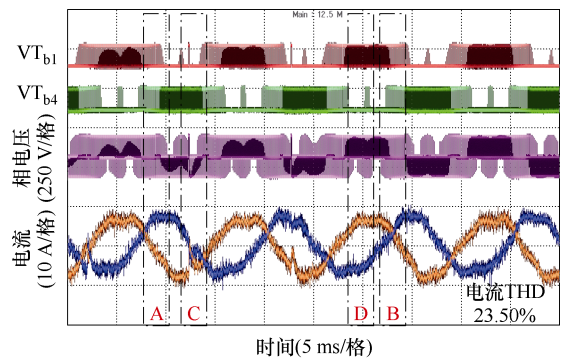 Main : 12.5 M
VTb1
VTb4
相电压
(250 V/格)
电流
(10 A/格)
A
C
D
B
电流THD
23.50%
时间(5 ms/格)